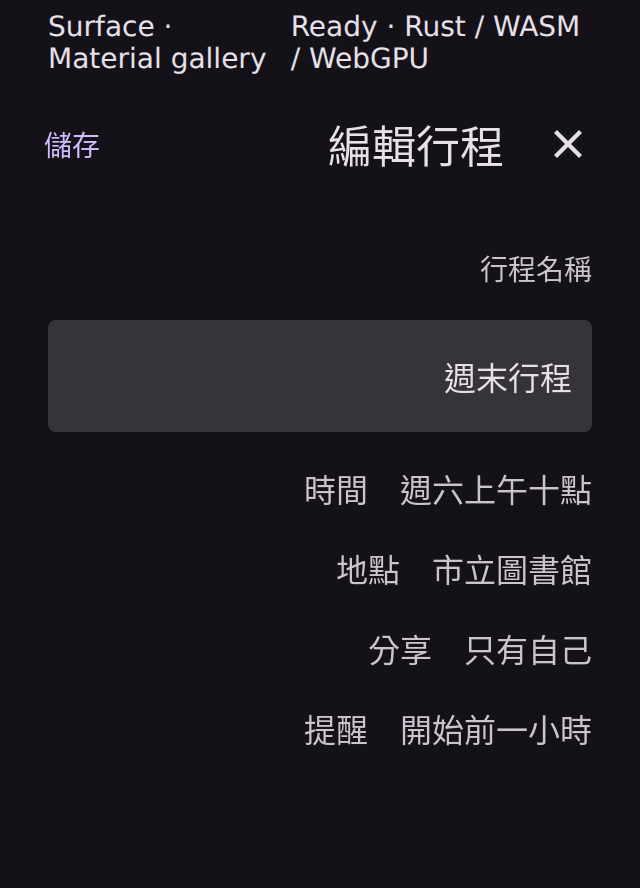 Surface ·
Material gallery
Ready · Rust / WASM
/ WebGPU
儲存
編輯行程
行程名稱
週末行程
時間　週六上午十點
地點　市立圖書館
分享　只有自己
提醒　開始前一小時